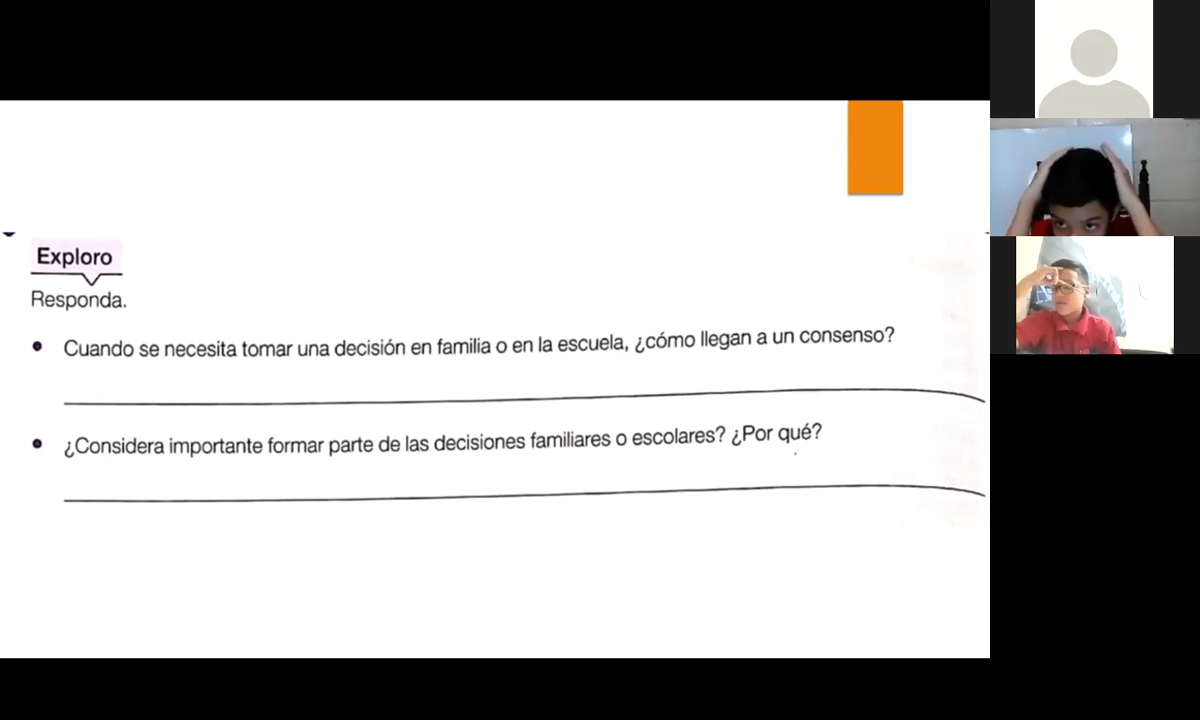 Exploro
Responda.
• Cuando se necesita tomar una decisión en familia o en la escuela, ¿cómo llegan a un consenso?
• ¿Considera importante formar parte de las decisiones familiares o escolares? ¿Por qué?